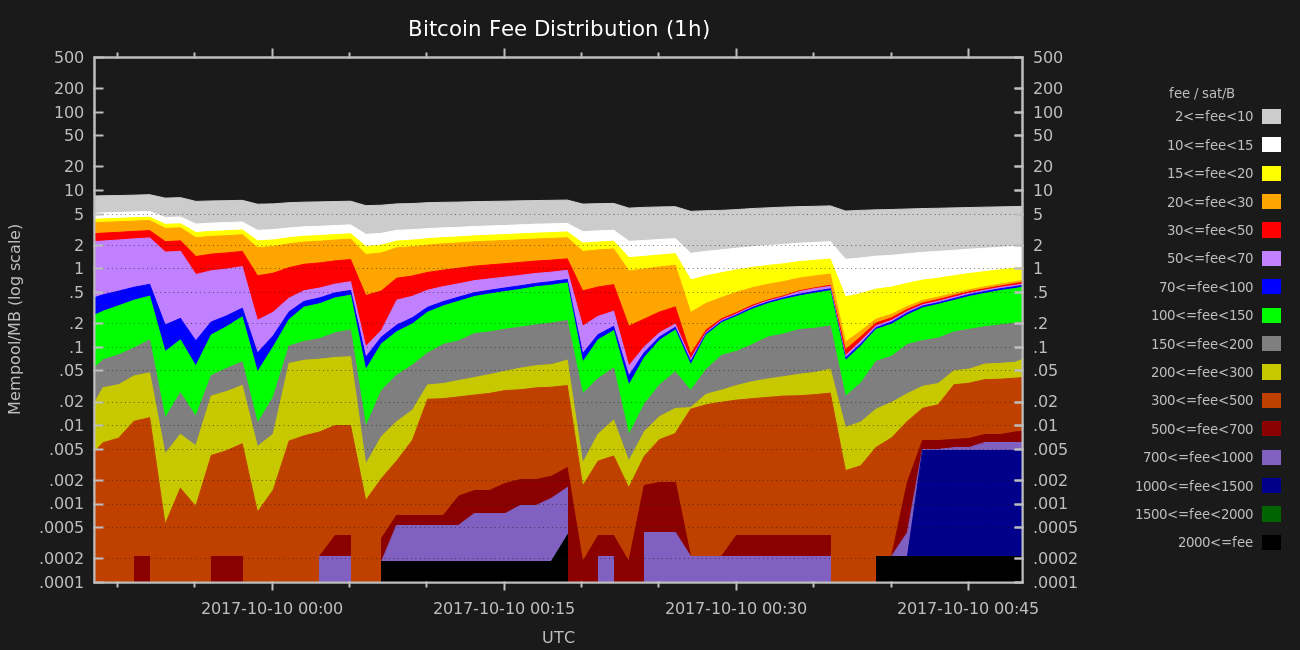 Bitcoin Fee Distribution (1h)
500 500
200 200
100 100
50 50
20 20
10 10
5 5
2 2
1 1
.5 .5
.2 .2
.1 .1
.05 .05
.02 .02
.01 .01
.005 .005
.002 .002
.001 .001
.0005 .0005
.0002 .0002
.0001 .0001
Mempool/MB (log scale)
2017-10-10 00:00 2017-10-10 00:15 2017-10-10 00:30 2017-10-10 00:45
UTC
fee / sat/B
2<=fee<10
10<=fee<15
15<=fee<20
20<=fee<30
30<=fee<50
50<=fee<70
70<=fee<100
100<=fee<150
150<=fee<200
200<=fee<300
300<=fee<500
500<=fee<700
700<=fee<1000
1000<=fee<1500
1500<=fee<2000
2000<=fee